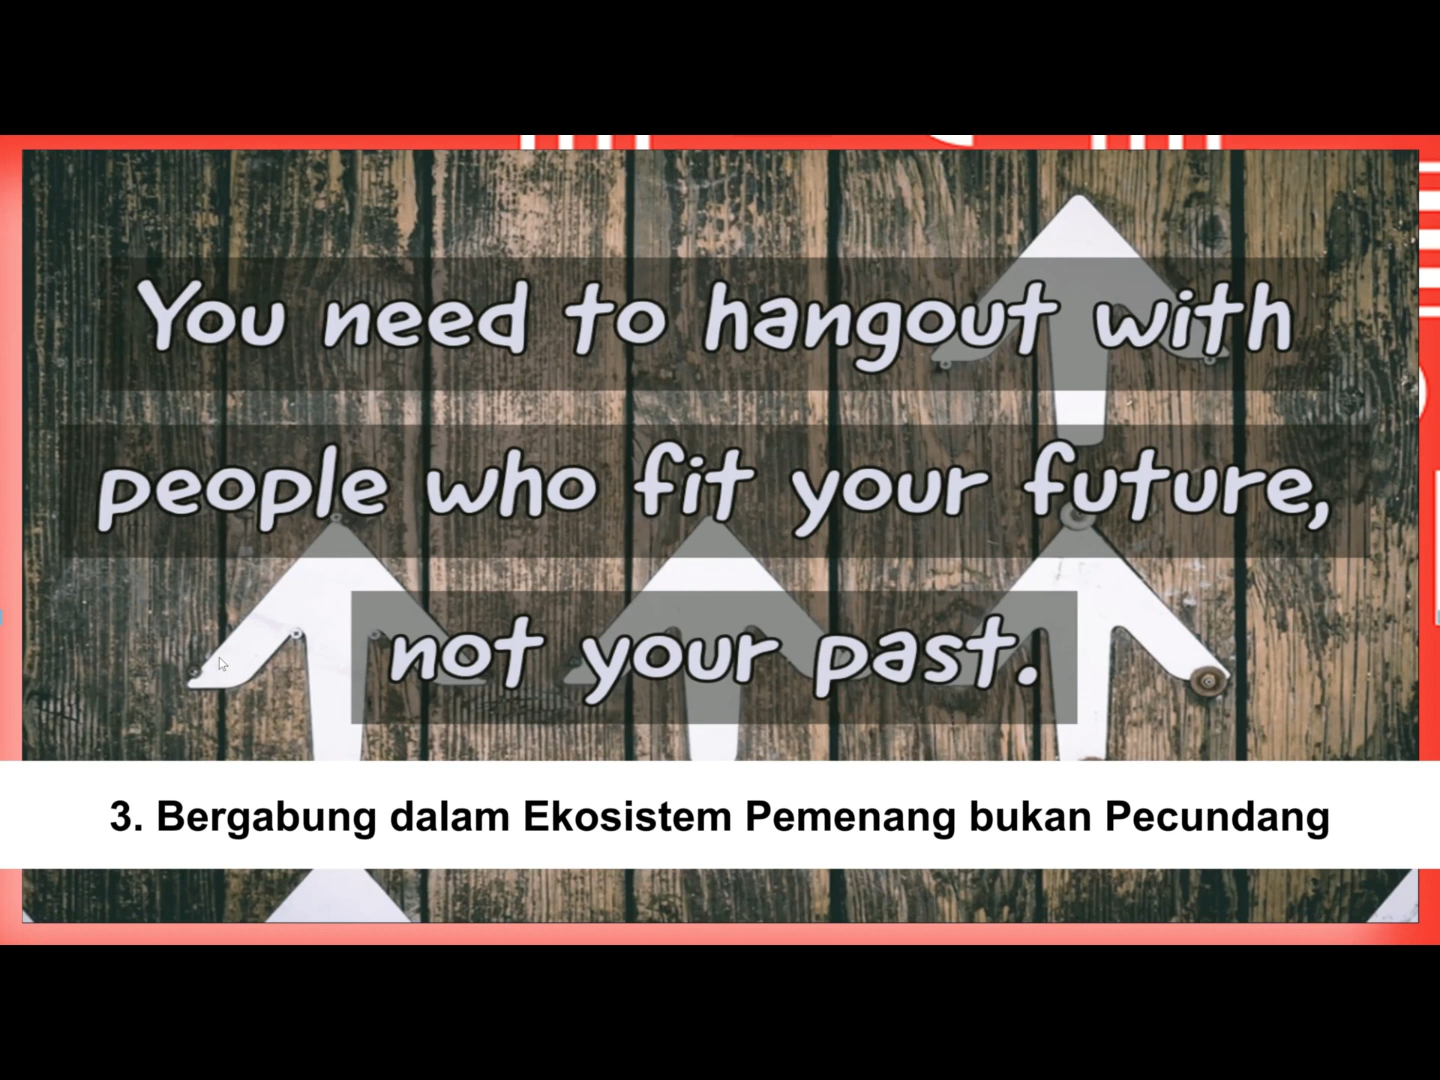 You need to hangout with
people who fit your future,
not your past.
3. Bergabung dalam Ekosistem Pemenang bukan Pecundang